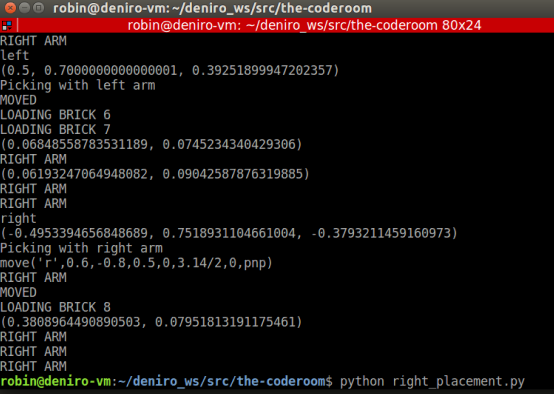 robin@deniro-vm: ~/deniro_ws/src/the-coderoom
robin@deniro-vm: ~/deniro_ws/src/the-coderoom 80x24
RIGHT ARM
left
(0.5, 0.7000000000000001, 0.39251899947202357)
Picking with left arm
MOVED
LOADING BRICK 6
LOADING BRICK 7
(0.06848558783531189, 0.0745234340429306)
RIGHT ARM
(0.06193247064948082, 0.09042587876319885)
RIGHT ARM
RIGHT ARM
right
(-0.4953394656848689, 0.7518931104661004, -0.3793211459160973)
Picking with right arm
move('r',0.6,-0.8,0.5,0,3.14/2,0,pnp)
RIGHT ARM
MOVED
LOADING BRICK 8
(0.3808964490890503, 0.07951813191175461)
RIGHT ARM
RIGHT ARM
RIGHT ARM
robin@deniro-vm:~/deniro_ws/src/the-coderoom$ python right_placement.py